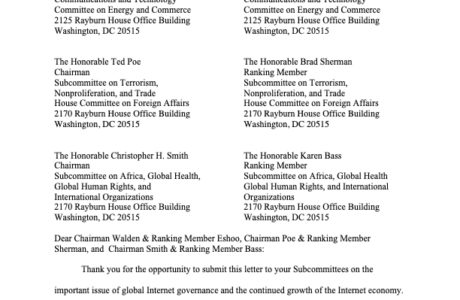 Communications and Technology
Communications and Technology
Committee on Energy and Commerce
Committee on Energy and Commerce
2125 Rayburn House Office Building
2125 Rayburn House Office Building
Washington, DC 20515
Washington, DC 20515
The Honorable Ted Poe
Chairman
Subcommittee on Terrorism,
Nonproliferation, and Trade
House Committee on Foreign Affairs
2170 Rayburn House Office Building
Washington, DC 20515
The Honorable Brad Sherman
Ranking Member
Subcommittee on Terrorism,
Nonproliferation, and Trade
House Committee on Foreign Affairs
2170 Rayburn House Office Building
Washington, DC 20515
The Honorable Christopher H. Smith
Chairman
Subcommittee on Africa, Global Health,
Global Human Rights, and
International Organizations
2170 Rayburn House Office Building
Washington, DC 20515
The Honorable Karen Bass
Ranking Member
Subcommittee on Africa, Global Health
Global Human Rights, and International
Organizations
2170 Rayburn House Office Building
Washington, DC 20515
Dear Chairman Walden & Ranking Member Eshoo, Chairman Poe & Ranking Member
Sherman, and Chairman Smith & Ranking Member Bass:
Thank you for the opportunity to submit this letter to your Subcommittees on the
important issue of global Internet governance and the continued growth of the Internet economy.